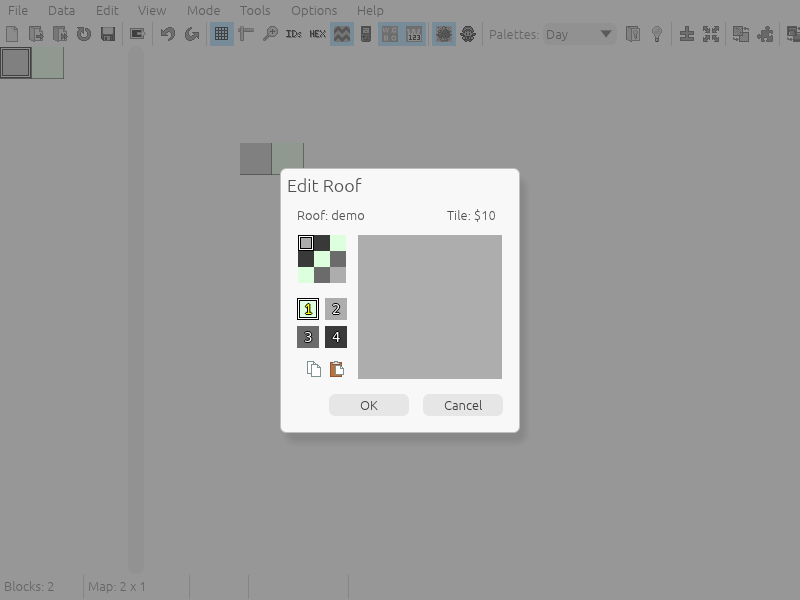 File Data Edit View Mode Tools Options Help
IDs HEX 123 Palettes: Day
Edit Roof
Roof: demo Tile: $10
1 2
3 4
OK Cancel
Blocks: 2 Map: 2 x 1